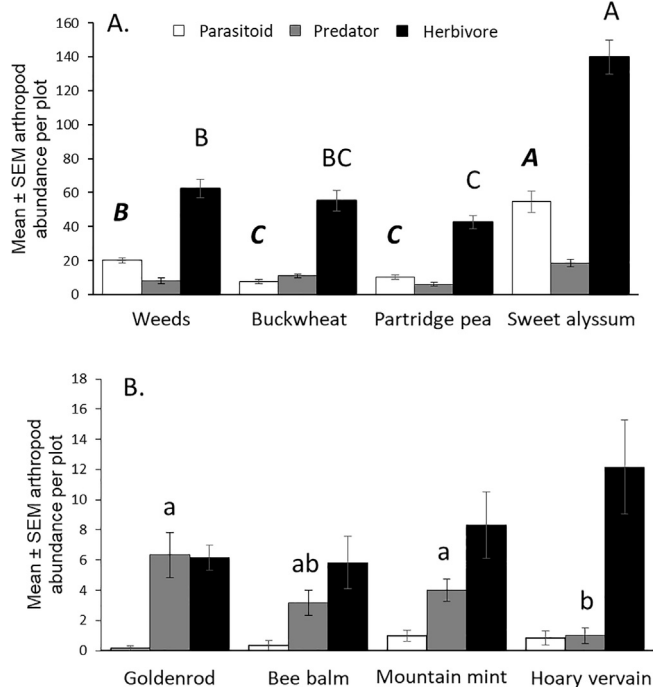 A.
Parasitoid Predator Herbivore
Mean ± SEM arthropod
abundance per plot
160
140
120
100
80
60
40
20
0
B
B
C
BC
C
C
A
A
Weeds Buckwheat Partridge pea Sweet alyssum
B.
Mean ± SEM arthropod
abundance per plot
18
16
14
12
10
8
6
4
2
0
a
ab
a
b
Goldenrod Bee balm Mountain mint Hoary vervain